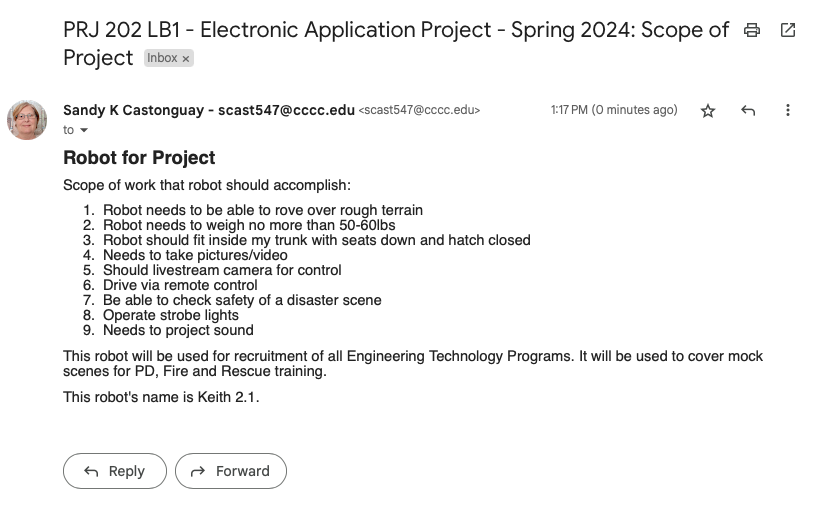 PRJ 202 LB1 - Electronic Application Project - Spring 2024: Scope of
Project Inbox ×
Sandy K Castonguay - scast547@cccc.edu <scast547@cccc.edu> 1:17 PM (0 minutes ago)
to
Robot for Project
Scope of work that robot should accomplish:
1. Robot needs to be able to rove over rough terrain
2. Robot needs to weigh no more than 50-60lbs
3. Robot should fit inside my trunk with seats down and hatch closed
4. Needs to take pictures/video
5. Should livestream camera for control
6. Drive via remote control
7. Be able to check safety of a disaster scene
8. Operate strobe lights
9. Needs to project sound
This robot will be used for recruitment of all Engineering Technology Programs. It will be used to cover mock
scenes for PD, Fire and Rescue training.
This robot's name is Keith 2.1.
Reply Forward